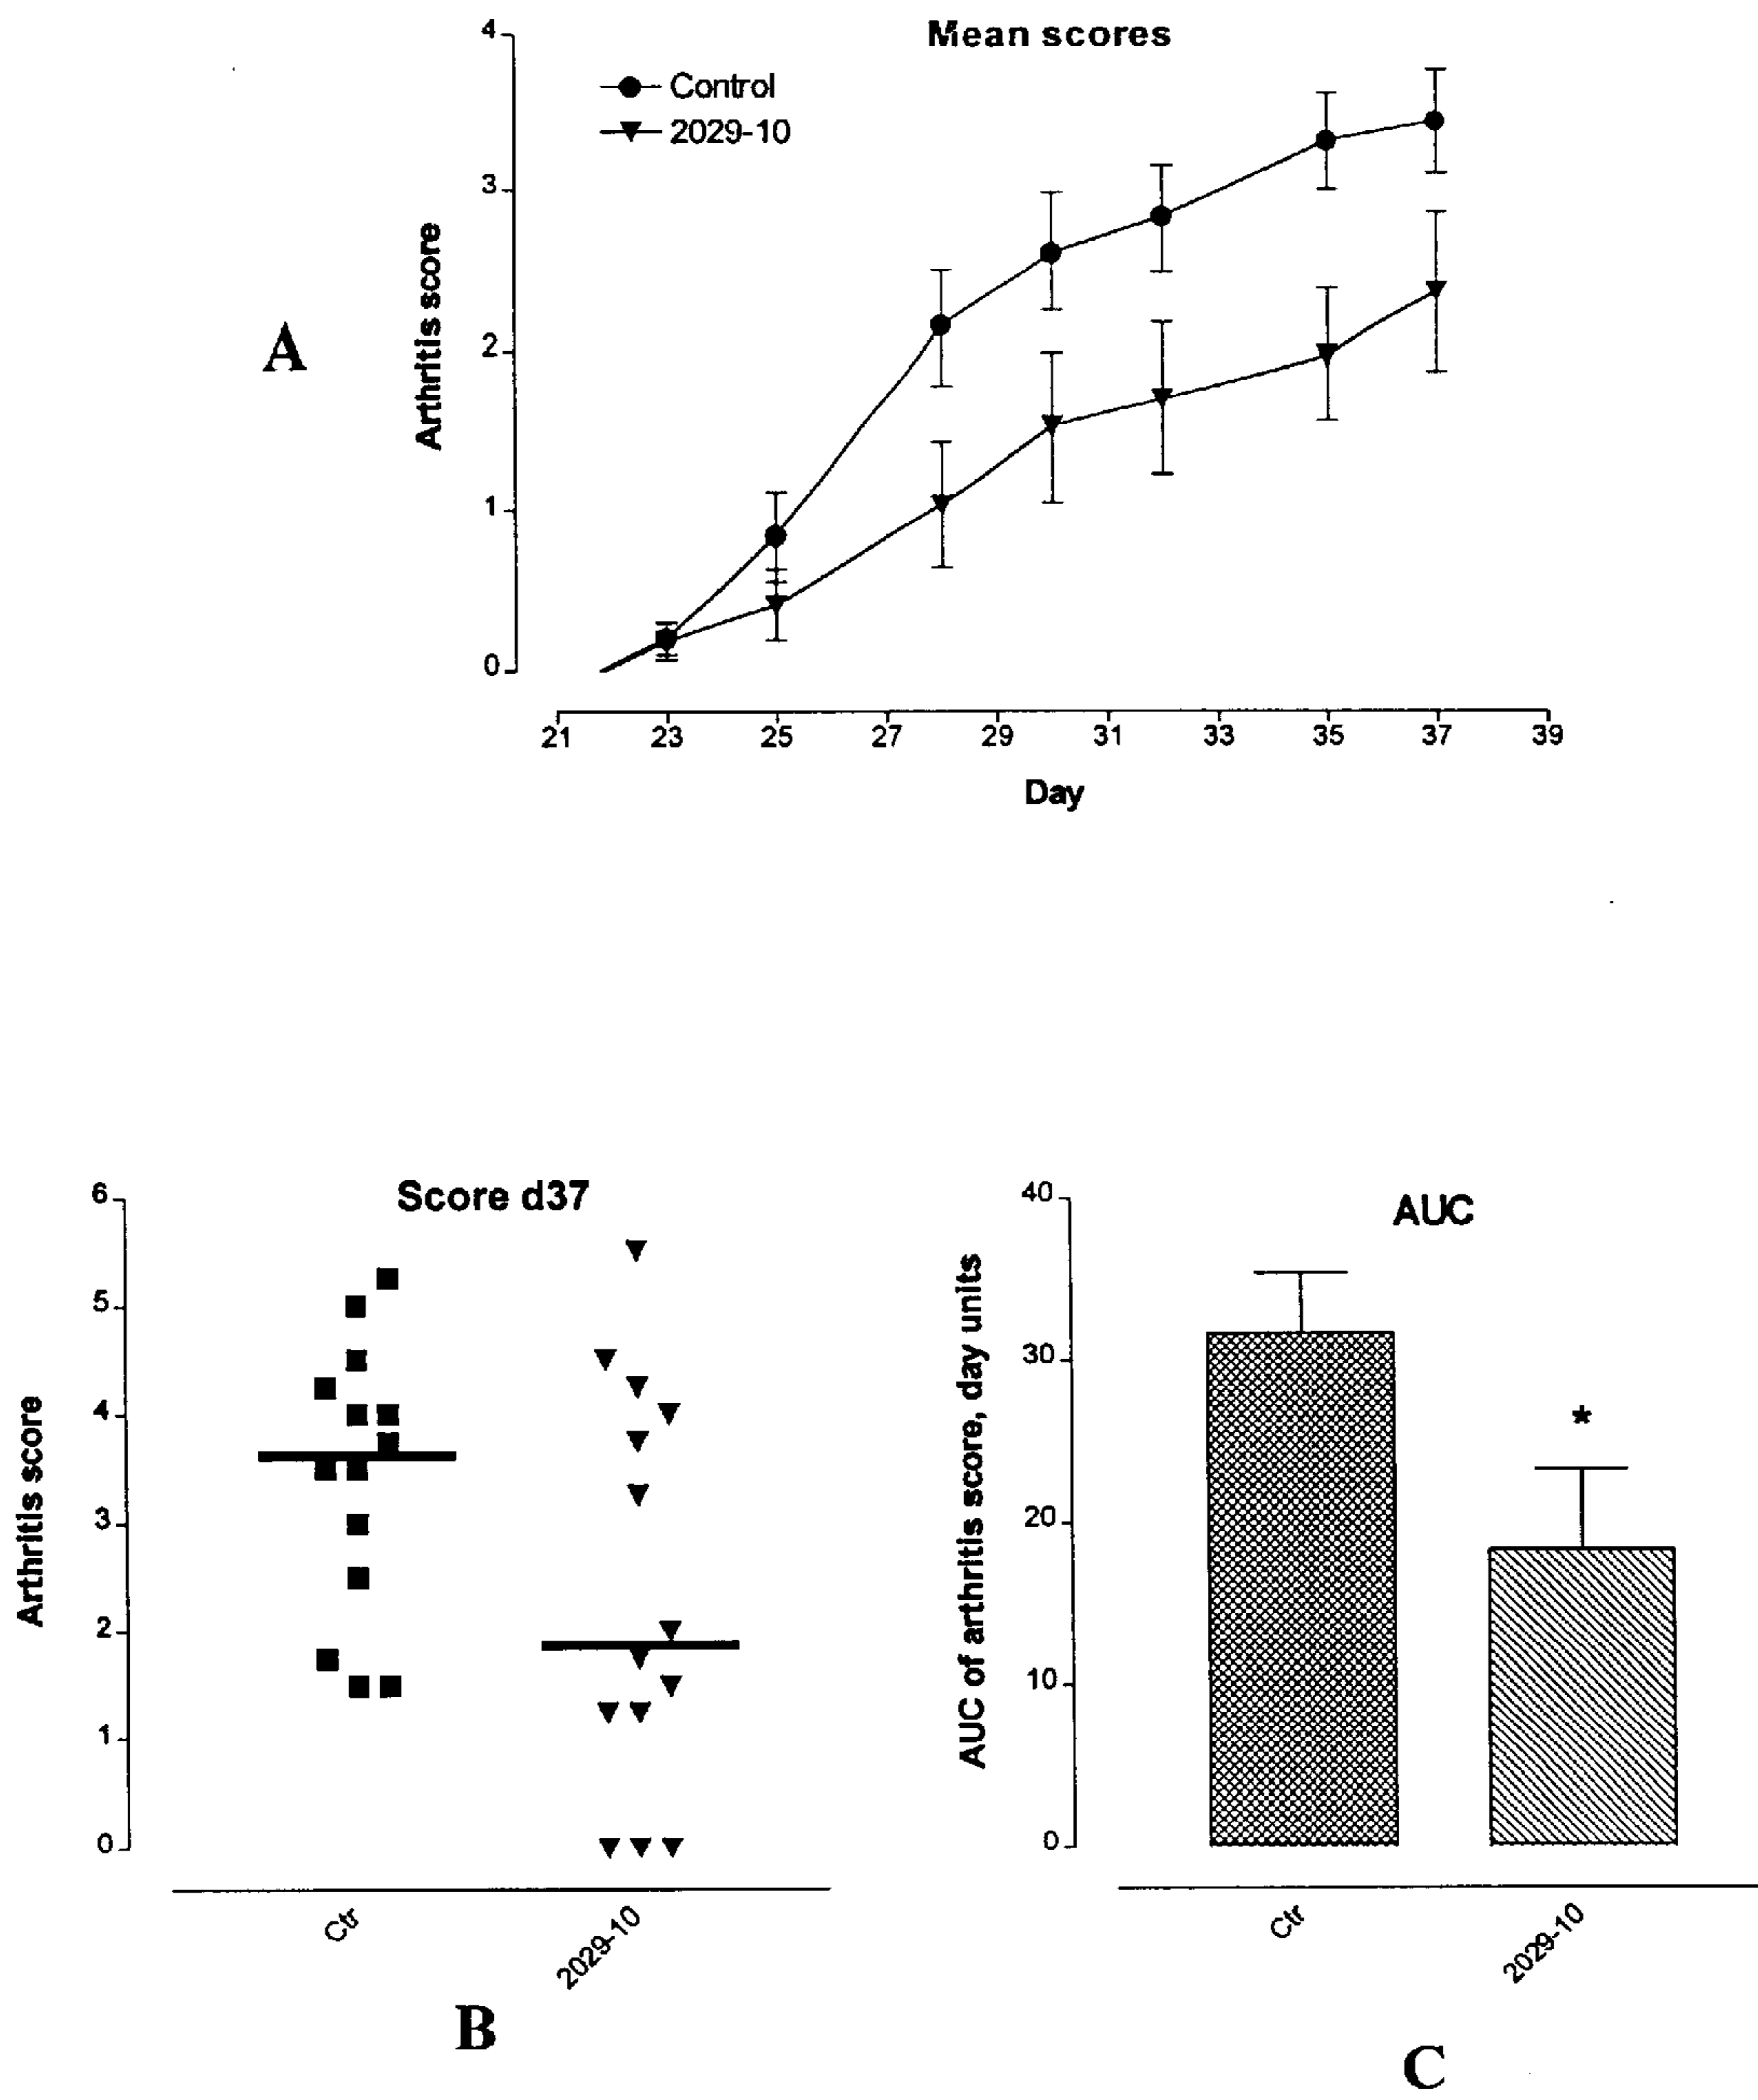 Mean scores
Control
2029-10
4
3
2
1
0
Arthritis score
A
21 23 25 27 29 31 33 35 37 39
Day
Score d37
6
5
4
3
2
1
0
Arthritis score
Ctr
2029-10
B
AUC
40
30
20
10
0
AUC of arthritis score, day units
*
Ctr
2029-10
C